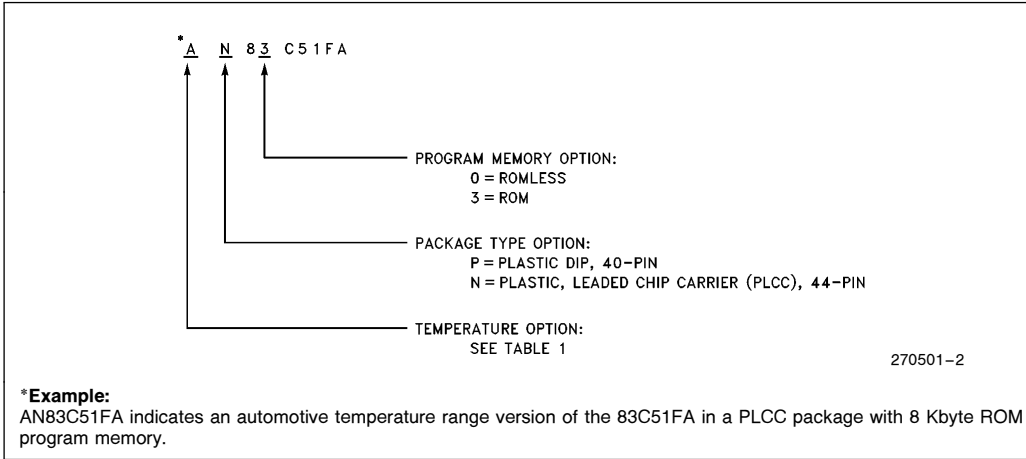 *A N 83 C51FA
PROGRAM MEMORY OPTION:
0 = ROMLESS
3 = ROM
PACKAGE TYPE OPTION:
P = PLASTIC DIP, 40-PIN
N = PLASTIC, LEADED CHIP CARRIER (PLCC), 44-PIN
TEMPERATURE OPTION:
SEE TABLE 1
270501-2
*Example:
AN83C51FA indicates an automotive temperature range version of the 83C51FA in a PLCC package with 8 Kbyte ROM
program memory.